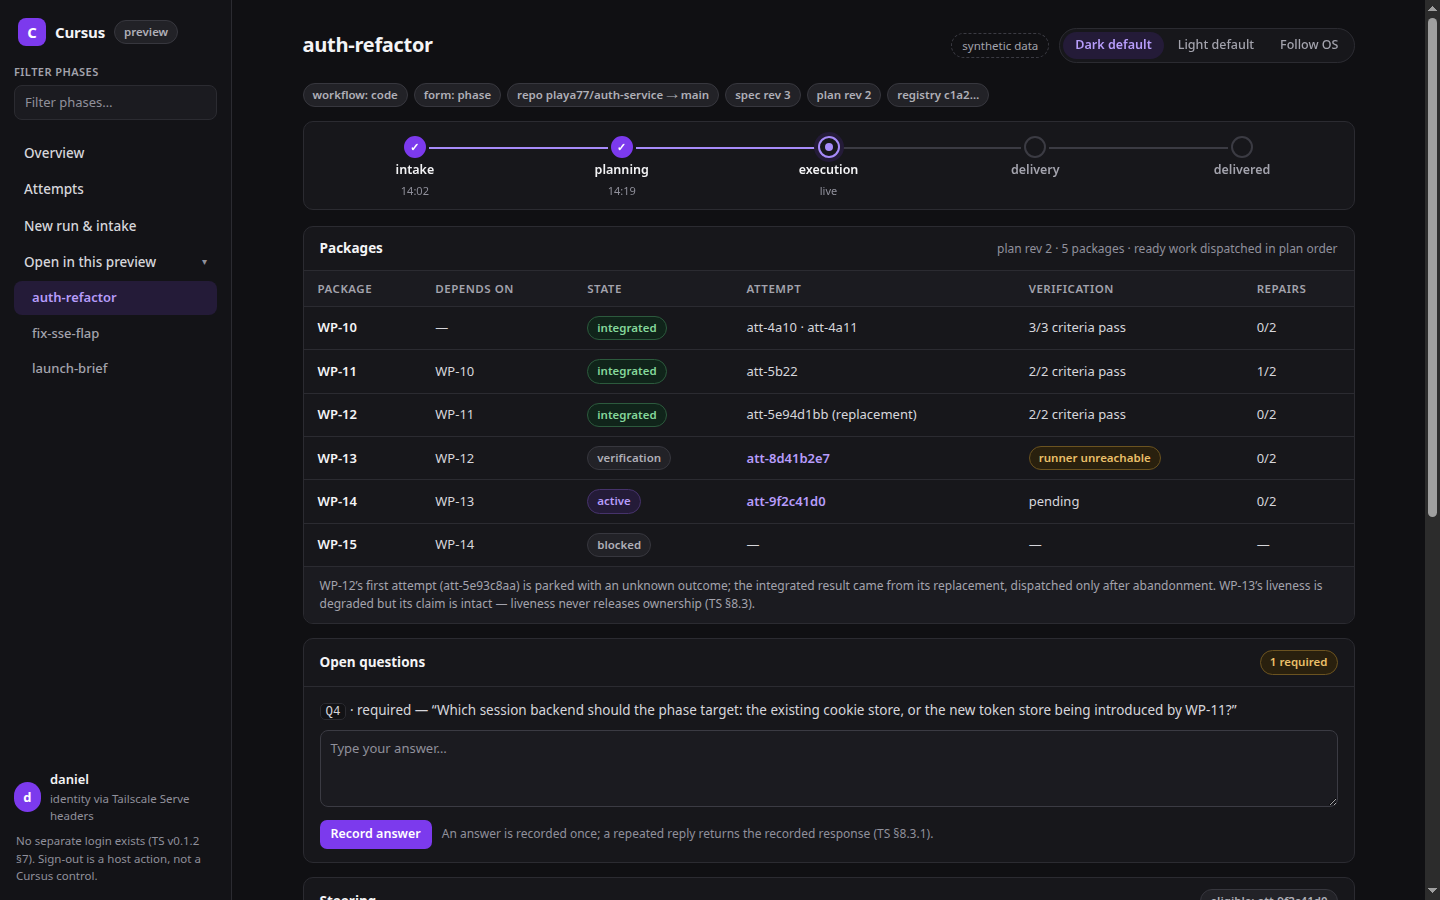 C Cursus preview
FILTER PHASES
Filter phases...
Overview
Attempts
New run & intake
Open in this preview ▾
auth-refactor
fix-sse-flap
launch-brief
d daniel
identity via Tailscale Serve
headers
No separate login exists (TS v0.1.2
§7). Sign-out is a host action, not a
Cursus control.
auth-refactor
synthetic data Dark default Light default Follow OS
workflow: code form: phase repo playa77/auth-service → main spec rev 3 plan rev 2 registry c1a2…
✓ ✓
intake planning execution delivery delivered
14:02 14:19 live
Packages plan rev 2 · 5 packages · ready work dispatched in plan order
PACKAGE DEPENDS ON STATE ATTEMPT VERIFICATION REPAIRS
WP-10 — integrated att-4a10 · att-4a11 3/3 criteria pass 0/2
WP-11 WP-10 integrated att-5b22 2/2 criteria pass 1/2
WP-12 WP-11 integrated att-5e94d1bb (replacement) 2/2 criteria pass 0/2
WP-13 WP-12 verification att-8d41b2e7 runner unreachable 0/2
WP-14 WP-13 active att-9f2c41d0 pending 0/2
WP-15 WP-14 blocked — — —
WP-12’s first attempt (att-5e93c8aa) is parked with an unknown outcome; the integrated result came from its replacement, dispatched only after abandonment. WP-13’s liveness is
degraded but its claim is intact — liveness never releases ownership (TS §8.3).
Open questions 1 required
Q4 · required — “Which session backend should the phase target: the existing cookie store, or the new token store being introduced by WP-11?”
Type your answer...
Record answer An answer is recorded once; a repeated reply returns the recorded response (TS §8.3.1).
Steering eligible: att-9f2c41d0